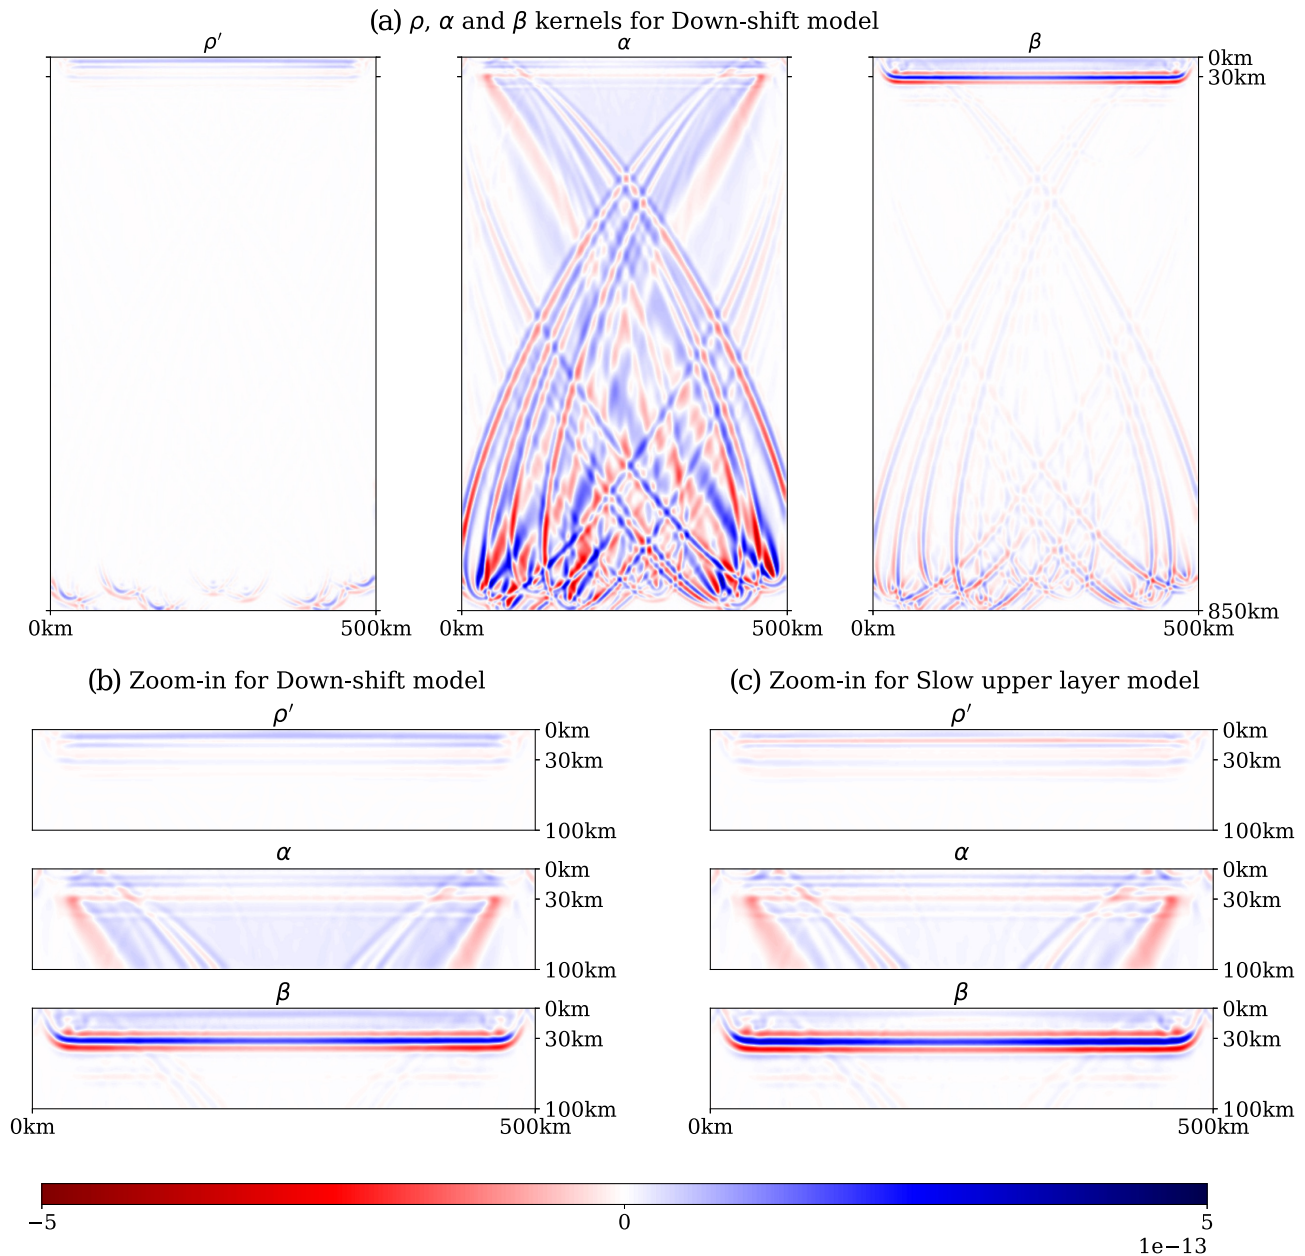 (a) ρ, α and β kernels for Down-shift model
ρ′ α β
0km
30km
850km
0km 500km 0km 500km 0km 500km
(b) Zoom-in for Down-shift model (c) Zoom-in for Slow upper layer model
ρ′ ρ′
0km 0km
30km 30km
100km 100km
α α
0km 0km
30km 30km
100km 100km
β β
0km 0km
30km 30km
100km 100km
0km 500km 0km 500km
−5 0 5
1e−13